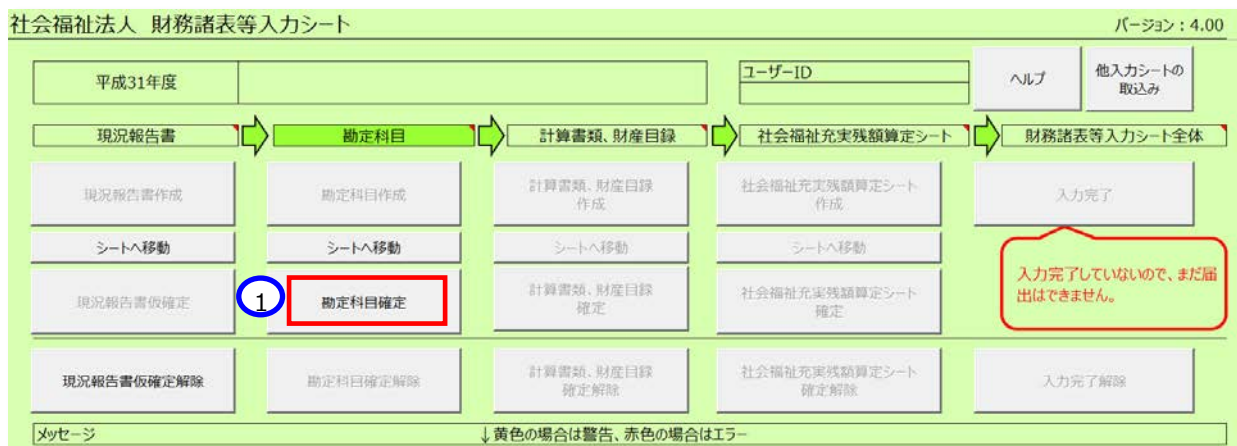 社会福祉法人 財務諸表等入力シート
バージョン：4.00
平成31年度
ユーザーID
ヘルプ
他入力シートの
取込み
現況報告書
勘定科目
計算書類、財産目録
社会福祉充実残額算定シート
財務諸表等入力シート全体
現況報告書作成
勘定科目作成
計算書類、財産目録
作成
社会福祉充実残額算定シート
作成
入力完了
シートへ移動
シートへ移動
シートへ移動
シートへ移動
入力完了していないので、まだ届
出はできません。
現況報告書仮確定
1
勘定科目確定
計算書類、財産目録
確定
社会福祉充実残額算定シート
確定
現況報告書仮確定解除
勘定科目確定解除
計算書類、財産目録
確定解除
社会福祉充実残額算定シート
確定解除
入力完了解除
メッセージ
↓黄色の場合は警告、赤色の場合はエラー